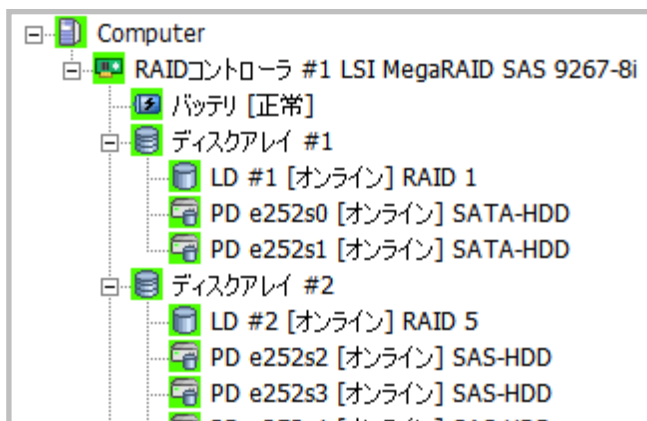 Computer
RAIDコントローラ #1 LSI MegaRAID SAS 9267-8i
バッテリ [正常]
ディスクアレイ #1
LD #1 [オンライン] RAID 1
PD e252s0 [オンライン] SATA-HDD
PD e252s1 [オンライン] SATA-HDD
ディスクアレイ #2
LD #2 [オンライン] RAID 5
PD e252s2 [オンライン] SAS-HDD
PD e252s3 [オンライン] SAS-HDD